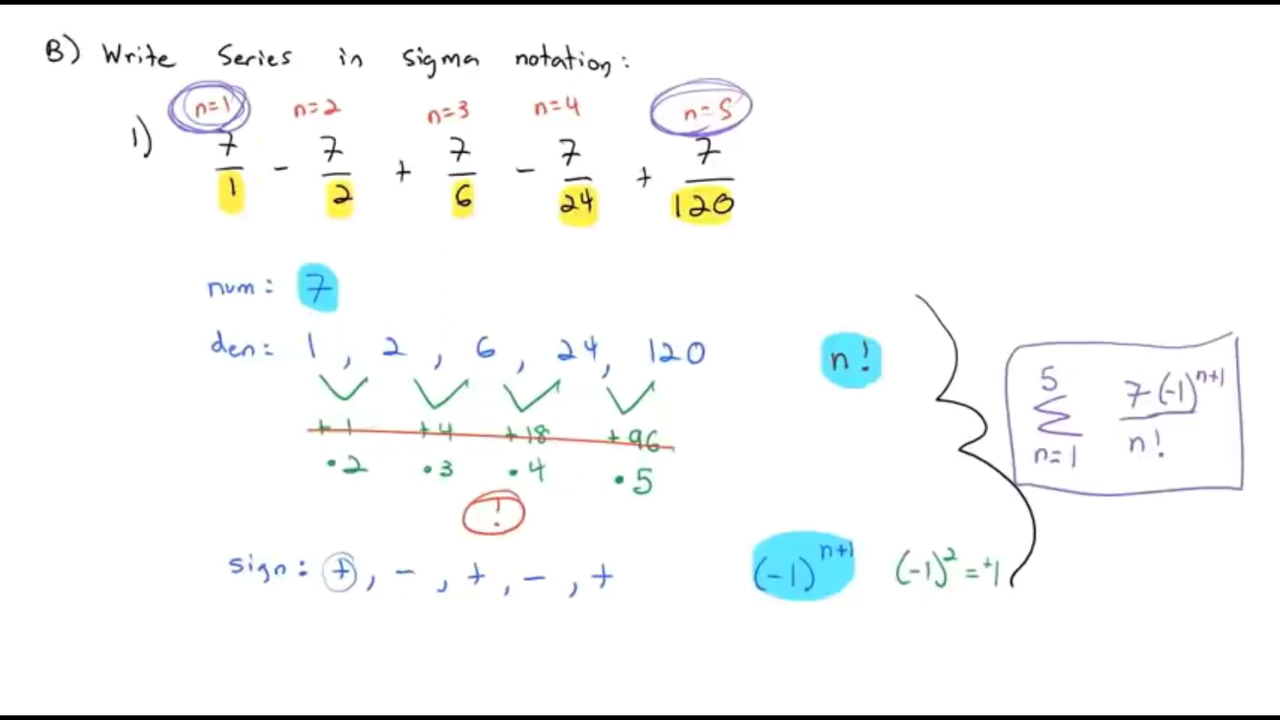 B) Write Series in sigma notation:
n=1 n=2 n=3 n=4 n=5
1) 7/1 - 7/2 + 7/6 - 7/24 + 7/120
num: 7
den: 1, 2, 6, 24, 120 n!
+1 +4 +18 +96
·2 ·3 ·4 ·5
!
sign: +, -, +, -, + (-1)^{n+1} (-1)^2 = +1
5
Σ 7·(-1)^{n+1}/n!
n=1